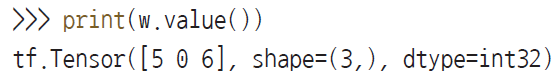 >>> print(w.value())
tf.Tensor([5 0 6], shape=(3,), dtype=int32)